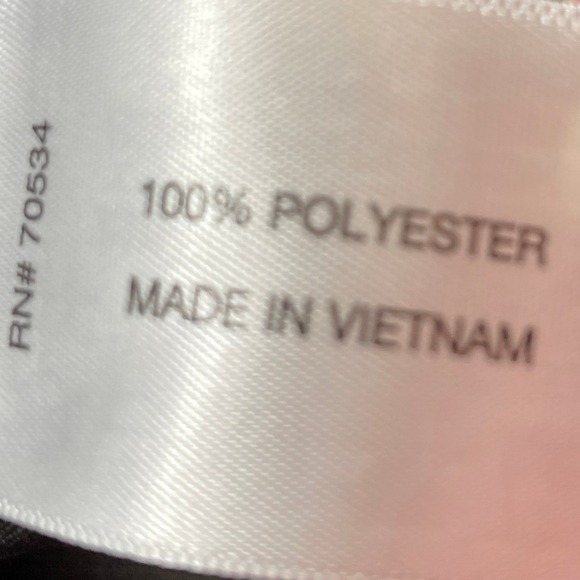 RN# 70534
100% POLYESTER
MADE IN VIETNAM